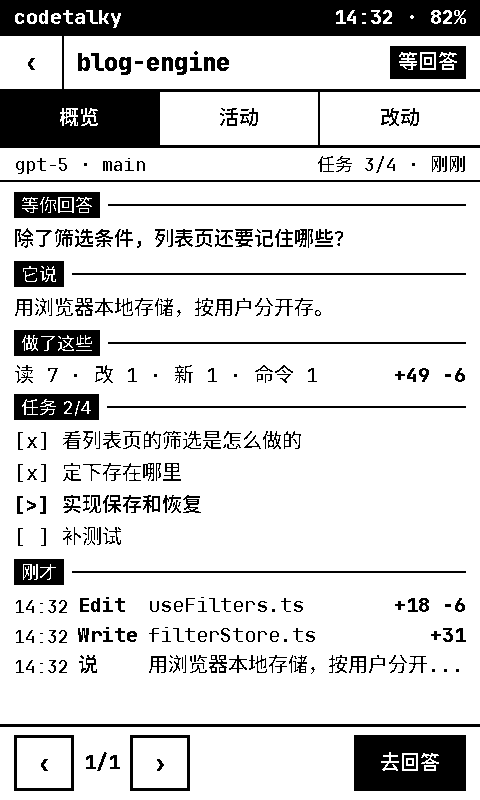 codetalky 14:32 · 82%
‹ blog-engine 等回答
概览 活动 改动
gpt-5 · main 任务 3/4 · 刚刚
等你回答
除了筛选条件，列表页还要记住哪些？
它说
用浏览器本地存储，按用户分开存。
做了这些
读 7 · 改 1 · 新 1 · 命令 1 +49 -6
任务 2/4
[x] 看列表页的筛选是怎么做的
[x] 定下存在哪里
[>] 实现保存和恢复
[ ] 补测试
刚才
14:32 Edit useFilters.ts +18 -6
14:32 Write filterStore.ts +31
14:32 说 用浏览器本地存储，按用户分开...
‹ 1/1 › 去回答